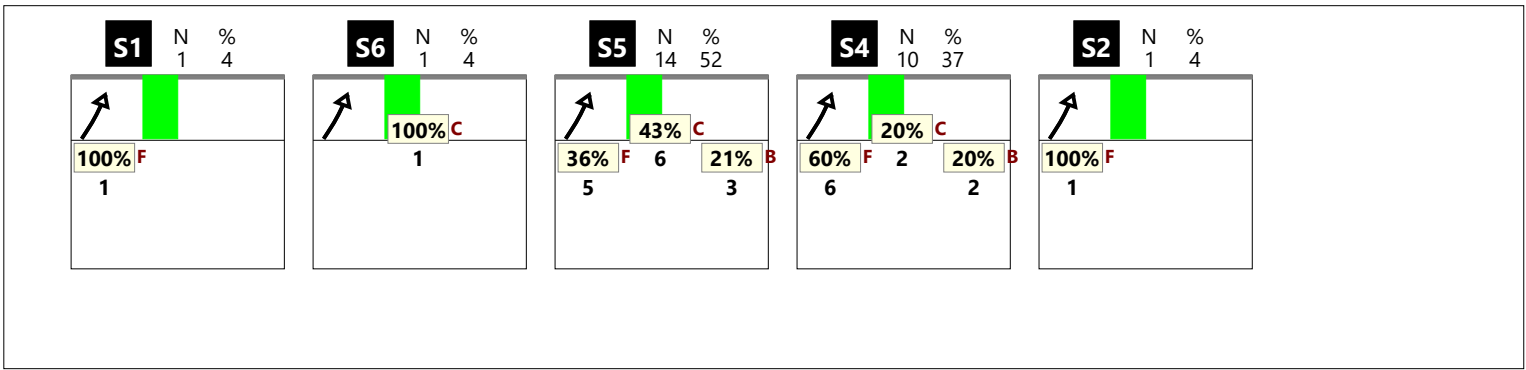 S1 N % 1 4
S6 N % 1 4
S5 N % 14 52
S4 N % 10 37
S2 N % 1 4
100% F
1
100% C
1
36% F 43% C 21% B
5 6 3
60% F 20% C 20% B
6 2 2
100% F
1